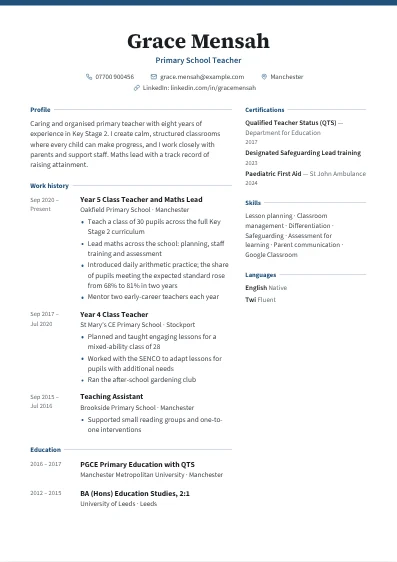 Grace Mensah
Primary School Teacher
07700 900456
grace.mensah@example.com
Manchester
LinkedIn: linkedin.com/in/gracemensah
Profile
Caring and organised primary teacher with eight years of
experience in Key Stage 2. I create calm, structured classrooms
where every child can make progress, and I work closely with
parents and support staff. Maths lead with a track record of
raising attainment.
Work history
Sep 2020 –
Present
Year 5 Class Teacher and Maths Lead
Oakfield Primary School · Manchester
• Teach a class of 30 pupils across the full Key
Stage 2 curriculum
• Lead maths across the school: planning, staff
training and assessment
• Introduced daily arithmetic practice; the share
of pupils meeting the expected standard rose
from 68% to 81% in two years
• Mentor two early-career teachers each year
Sep 2017 –
Jul 2020
Year 4 Class Teacher
St Mary's CE Primary School · Stockport
• Planned and taught engaging lessons for a
mixed-ability class of 28
• Worked with the SENCO to adapt lessons for
pupils with additional needs
• Ran the after-school gardening club
Sep 2015 –
Jul 2016
Teaching Assistant
Brookside Primary School · Manchester
• Supported small reading groups and one-to-
one interventions
Education
2016 – 2017
PGCE Primary Education with QTS
Manchester Metropolitan University · Manchester
2012 – 2015
BA (Hons) Education Studies, 2:1
University of Leeds · Leeds
Certifications
Qualified Teacher Status (QTS) —
Department for Education
2017
Designated Safeguarding Lead training
2023
Paediatric First Aid — St John Ambulance
2024
Skills
Lesson planning · Classroom
management · Differentiation ·
Safeguarding · Assessment for
learning · Parent communication ·
Google Classroom
Languages
English Native
Twi Fluent